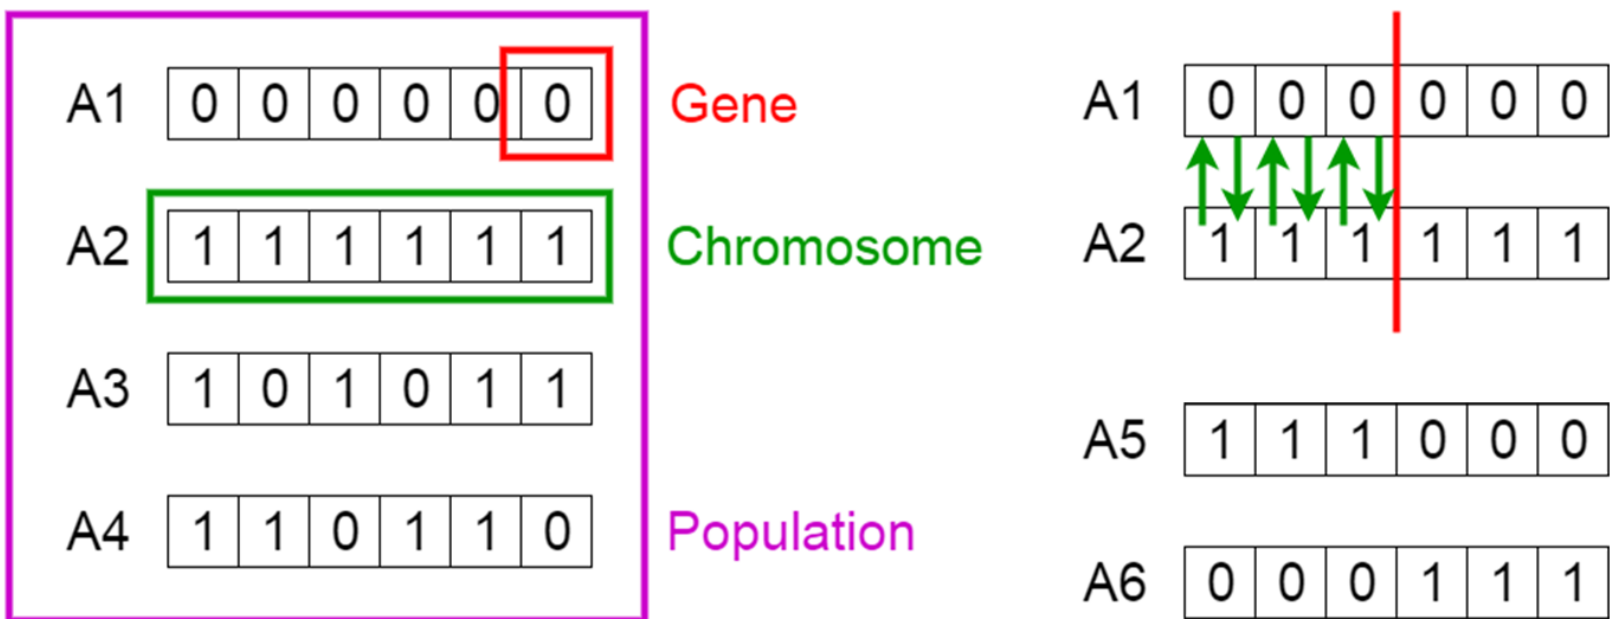 A1 0 0 0 0 0 0 Gene
A2 1 1 1 1 1 1 Chromosome
A3 1 0 1 0 1 1
A4 1 1 0 1 1 0 Population
A1 0 0 0 0 0 0
A2 1 1 1 1 1 1
A5 1 1 1 0 0 0
A6 0 0 0 1 1 1